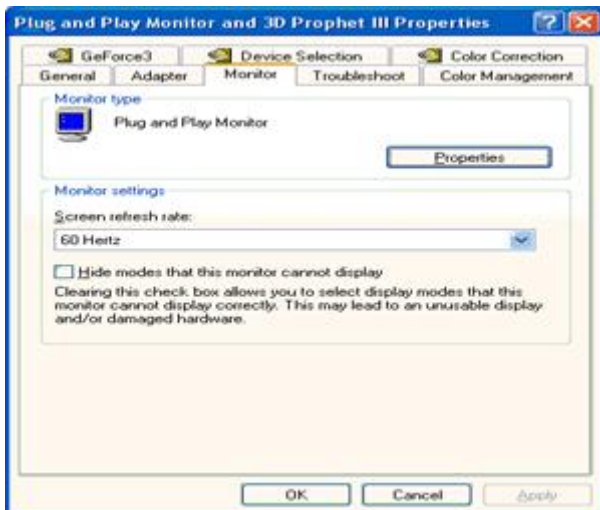 Plug and Play Monitor and 3D Prophet III Properties
GeForce3 Device Selection Color Correction
General Adapter Monitor Troubleshoot Color Management
Monitor type
Plug and Play Monitor
Properties
Monitor settings
Screen refresh rate:
60 Hertz
Hide modes that this monitor cannot display
Clearing this check box allows you to select display modes that this
monitor cannot display correctly. This may lead to an unusable display
and/or damaged hardware.
OK Cancel Apply